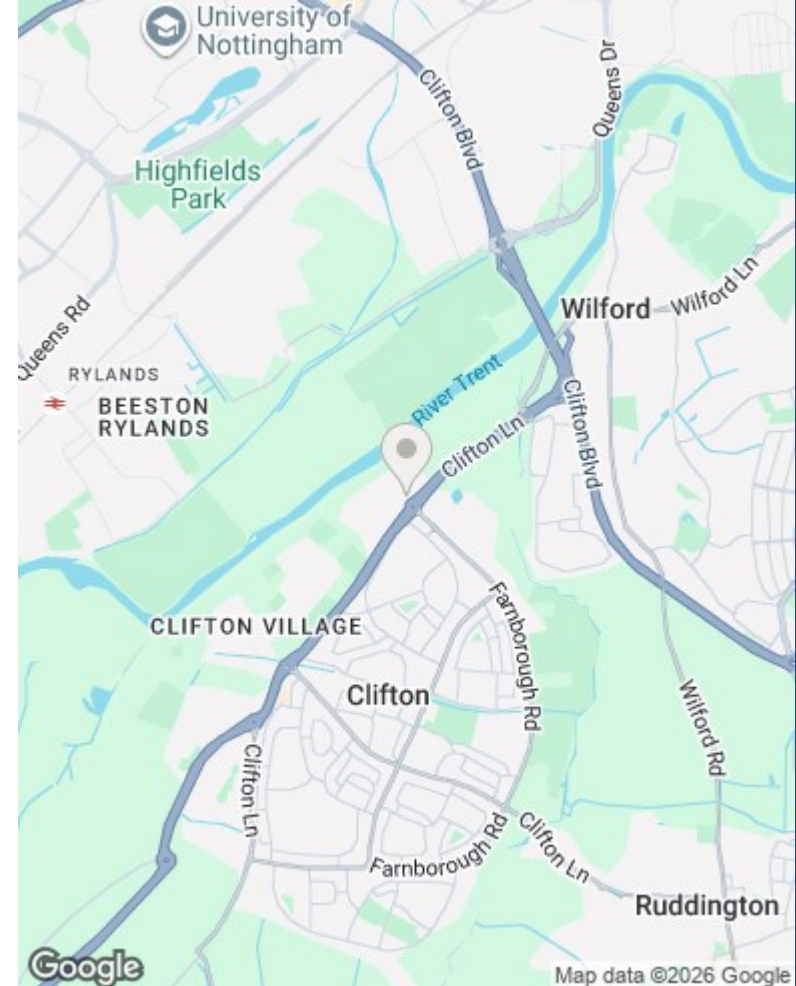 University of
Nottingham
Clifton Blvd
Queens Dr
Highfields
Park
Wilford
Wilford Ln
Queens Rd
RYLANDS
BEESTON
RYLANDS
River Trent
Clifton Ln
Clifton Blvd
CLIFTON VILLAGE
Farnborough Rd
Clifton
Wilford Rd
Clifton Ln
Farnborough Rd
Clifton Ln
Ruddington
Google
Map data ©2026 Google